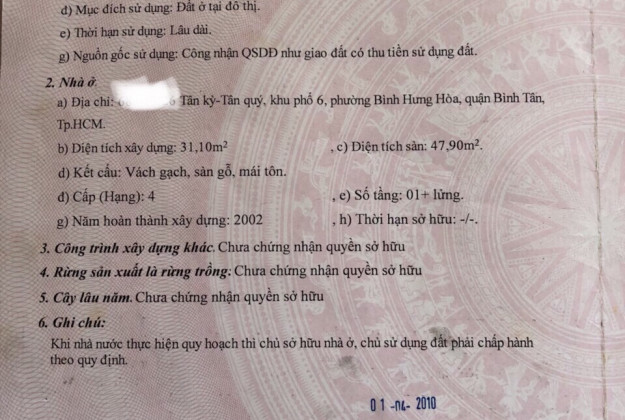 d) Mục đích sử dụng: Đất ở tại đô thị.
e) Thời hạn sử dụng: Lâu dài.
g) Nguồn gốc sử dụng: Công nhận QSDĐ như giao đất có thu tiền sử dụng đất.
2. Nhà ở.
a) Địa chỉ: Tân kỳ-Tân quý, khu phố 6, phường Bình Hưng Hòa, quận Bình Tân,
Tp.HCM.
b) Diện tích xây dựng: 31,10m² , c) Diện tích sàn: 47,90m².
d) Kết cấu: Vách gạch, sàn gỗ, mái tôn.
đ) Cấp (Hạng): 4 , e) Số tầng: 01+ lửng.
g) Năm hoàn thành xây dựng: 2002 , h) Thời hạn sở hữu: -/-.
3. Công trình xây dựng khác. Chưa chứng nhận quyền sở hữu
4. Rừng sản xuất là rừng trồng: Chưa chứng nhận quyền sở hữu
5. Cây lâu năm. Chưa chứng nhận quyền sở hữu
6. Ghi chú:
Khi nhà nước thực hiện quy hoạch thì chủ sở hữu nhà ở, chủ sử dụng đất phải chấp hành
theo quy định.
01 -04- 2010